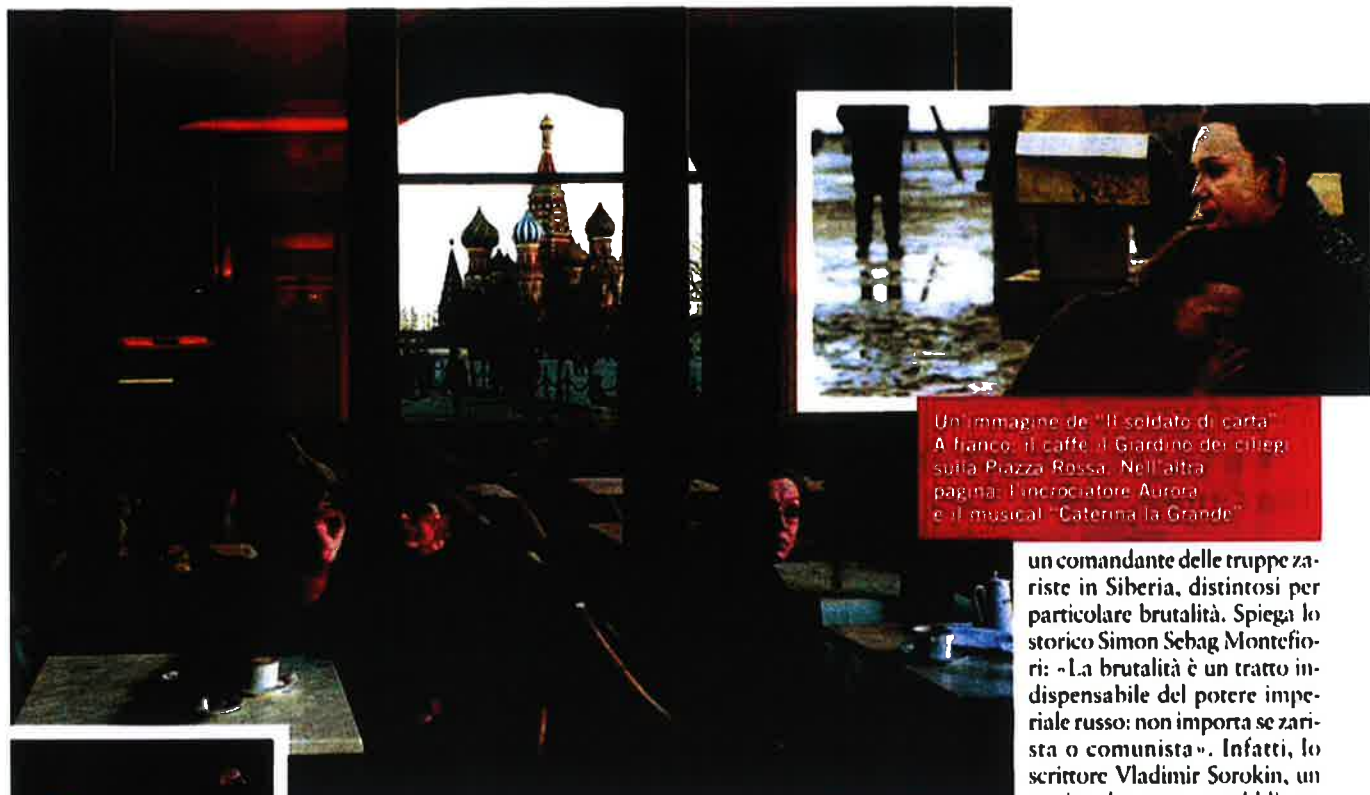 Un'immagine de "Il soldato di carta"
A fianco: il caffè il Giardino dei ciliegi
sulla Piazza Rossa. Nell'altra
pagina: l'incrociatore Aurora
e il musical "Caterina la Grande"
un comandante delle truppe za-
riste in Siberia, distintosi per
particolare brutalità. Spiega lo
storico Simon Sebag Montefio-
ri: «La brutalità è un tratto in-
dispensabile del potere impe-
riale russo: non importa se zari-
sta o comunista». Infatti, lo
scrittore Vladimir Sorokin, un